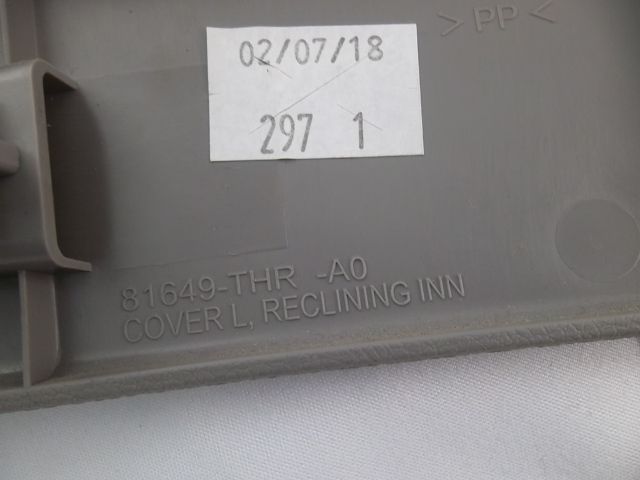 >PP<
02/07/18
297 1
81649-THR -A0
COVER L, RECLINING INN